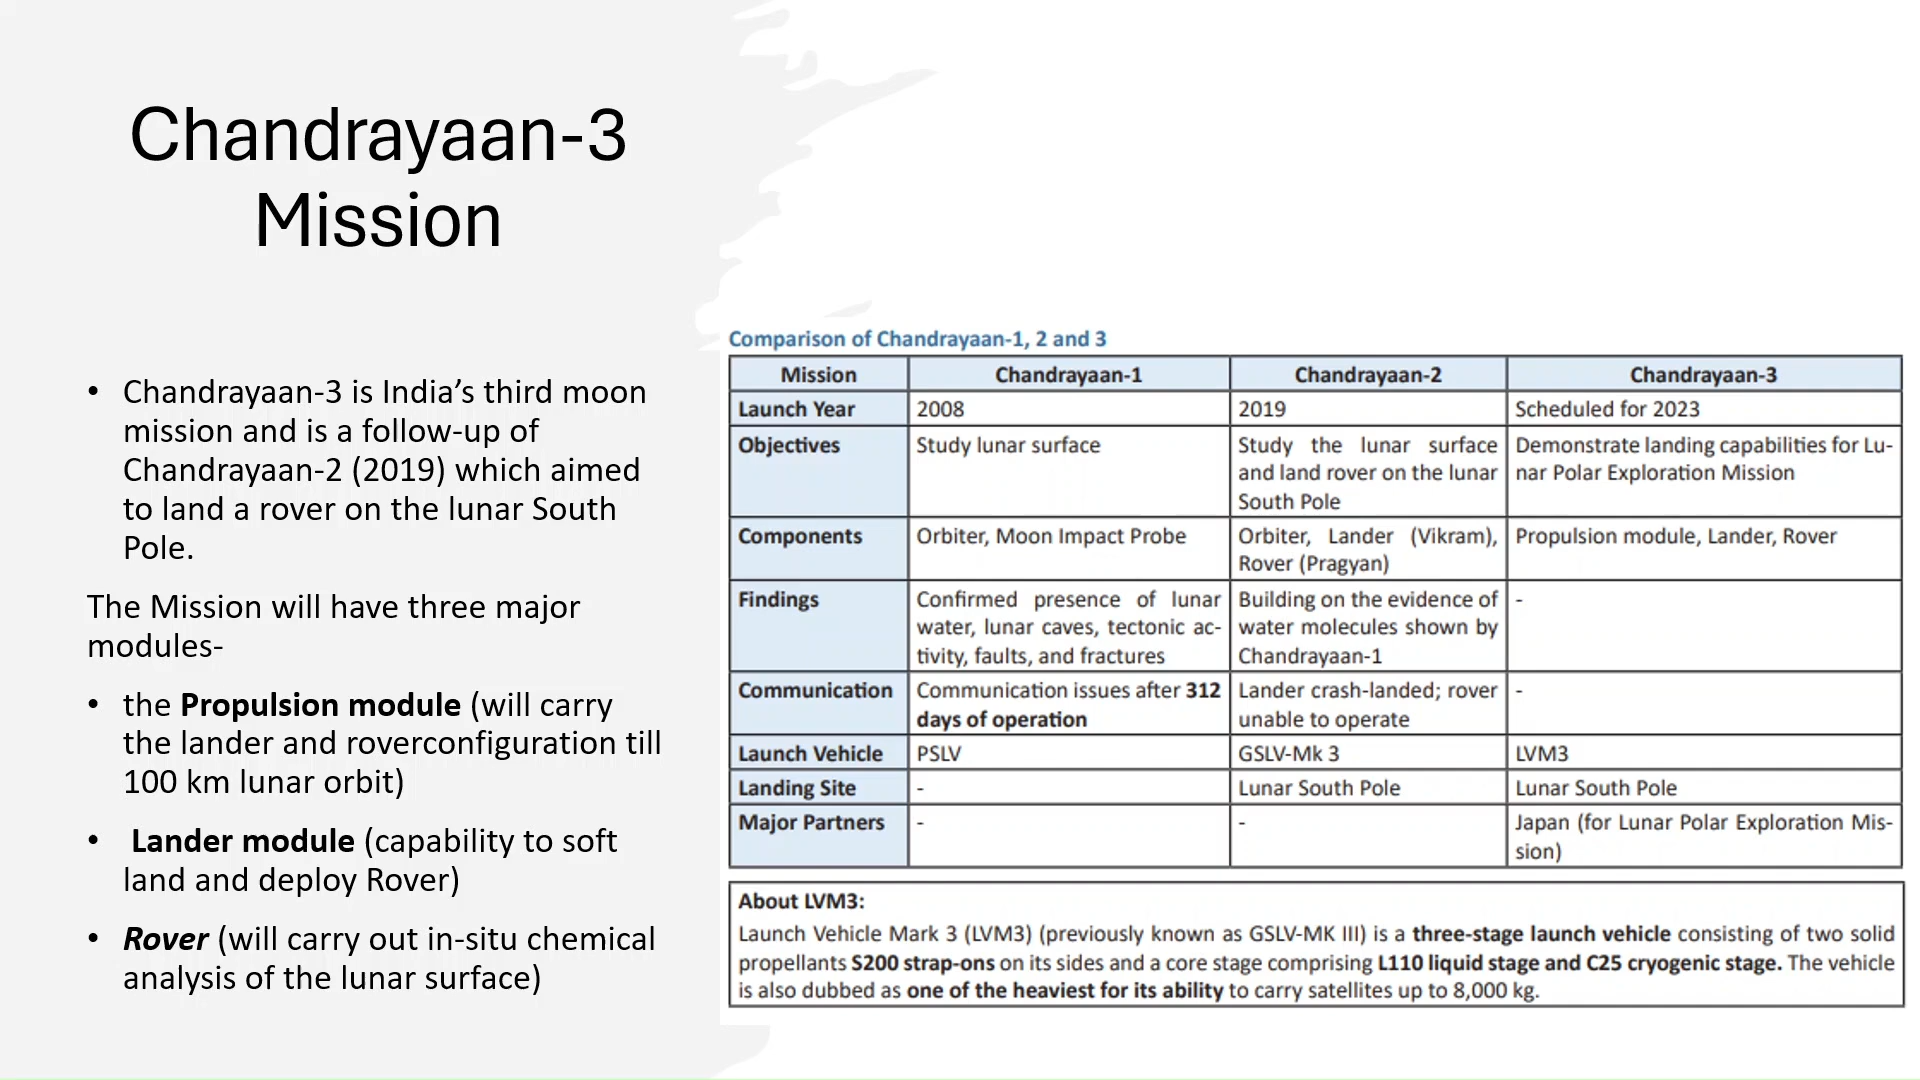 Chandrayaan-3
Mission
• Chandrayaan-3 is India’s third moon
mission and is a follow-up of
Chandrayaan-2 (2019) which aimed
to land a rover on the lunar South
Pole.
The Mission will have three major
modules-
• the Propulsion module (will carry
the lander and roverconfiguration till
100 km lunar orbit)
• Lander module (capability to soft
land and deploy Rover)
• Rover (will carry out in-situ chemical
analysis of the lunar surface)
Comparison of Chandrayaan-1, 2 and 3
Mission Chandrayaan-1 Chandrayaan-2 Chandrayaan-3
Launch Year 2008 2019 Scheduled for 2023
Objectives Study lunar surface Study the lunar surface Demonstrate landing capabilities for Lu-
and land rover on the lunar nar Polar Exploration Mission
South Pole
Components Orbiter, Moon Impact Probe Orbiter, Lander (Vikram), Propulsion module, Lander, Rover
Rover (Pragyan)
Findings Confirmed presence of lunar Building on the evidence of -
water, lunar caves, tectonic ac- water molecules shown by
tivity, faults, and fractures Chandrayaan-1
Communication Communication issues after 312 Lander crash-landed; rover -
days of operation unable to operate
Launch Vehicle PSLV GSLV-Mk 3 LVM3
Landing Site - Lunar South Pole Lunar South Pole
Major Partners - - Japan (for Lunar Polar Exploration Mis-
sion)
About LVM3:
Launch Vehicle Mark 3 (LVM3) (previously known as GSLV-MK III) is a three-stage launch vehicle consisting of two solid
propellants S200 strap-ons on its sides and a core stage comprising L110 liquid stage and C25 cryogenic stage. The vehicle
is also dubbed as one of the heaviest for its ability to carry satellites up to 8,000 kg.